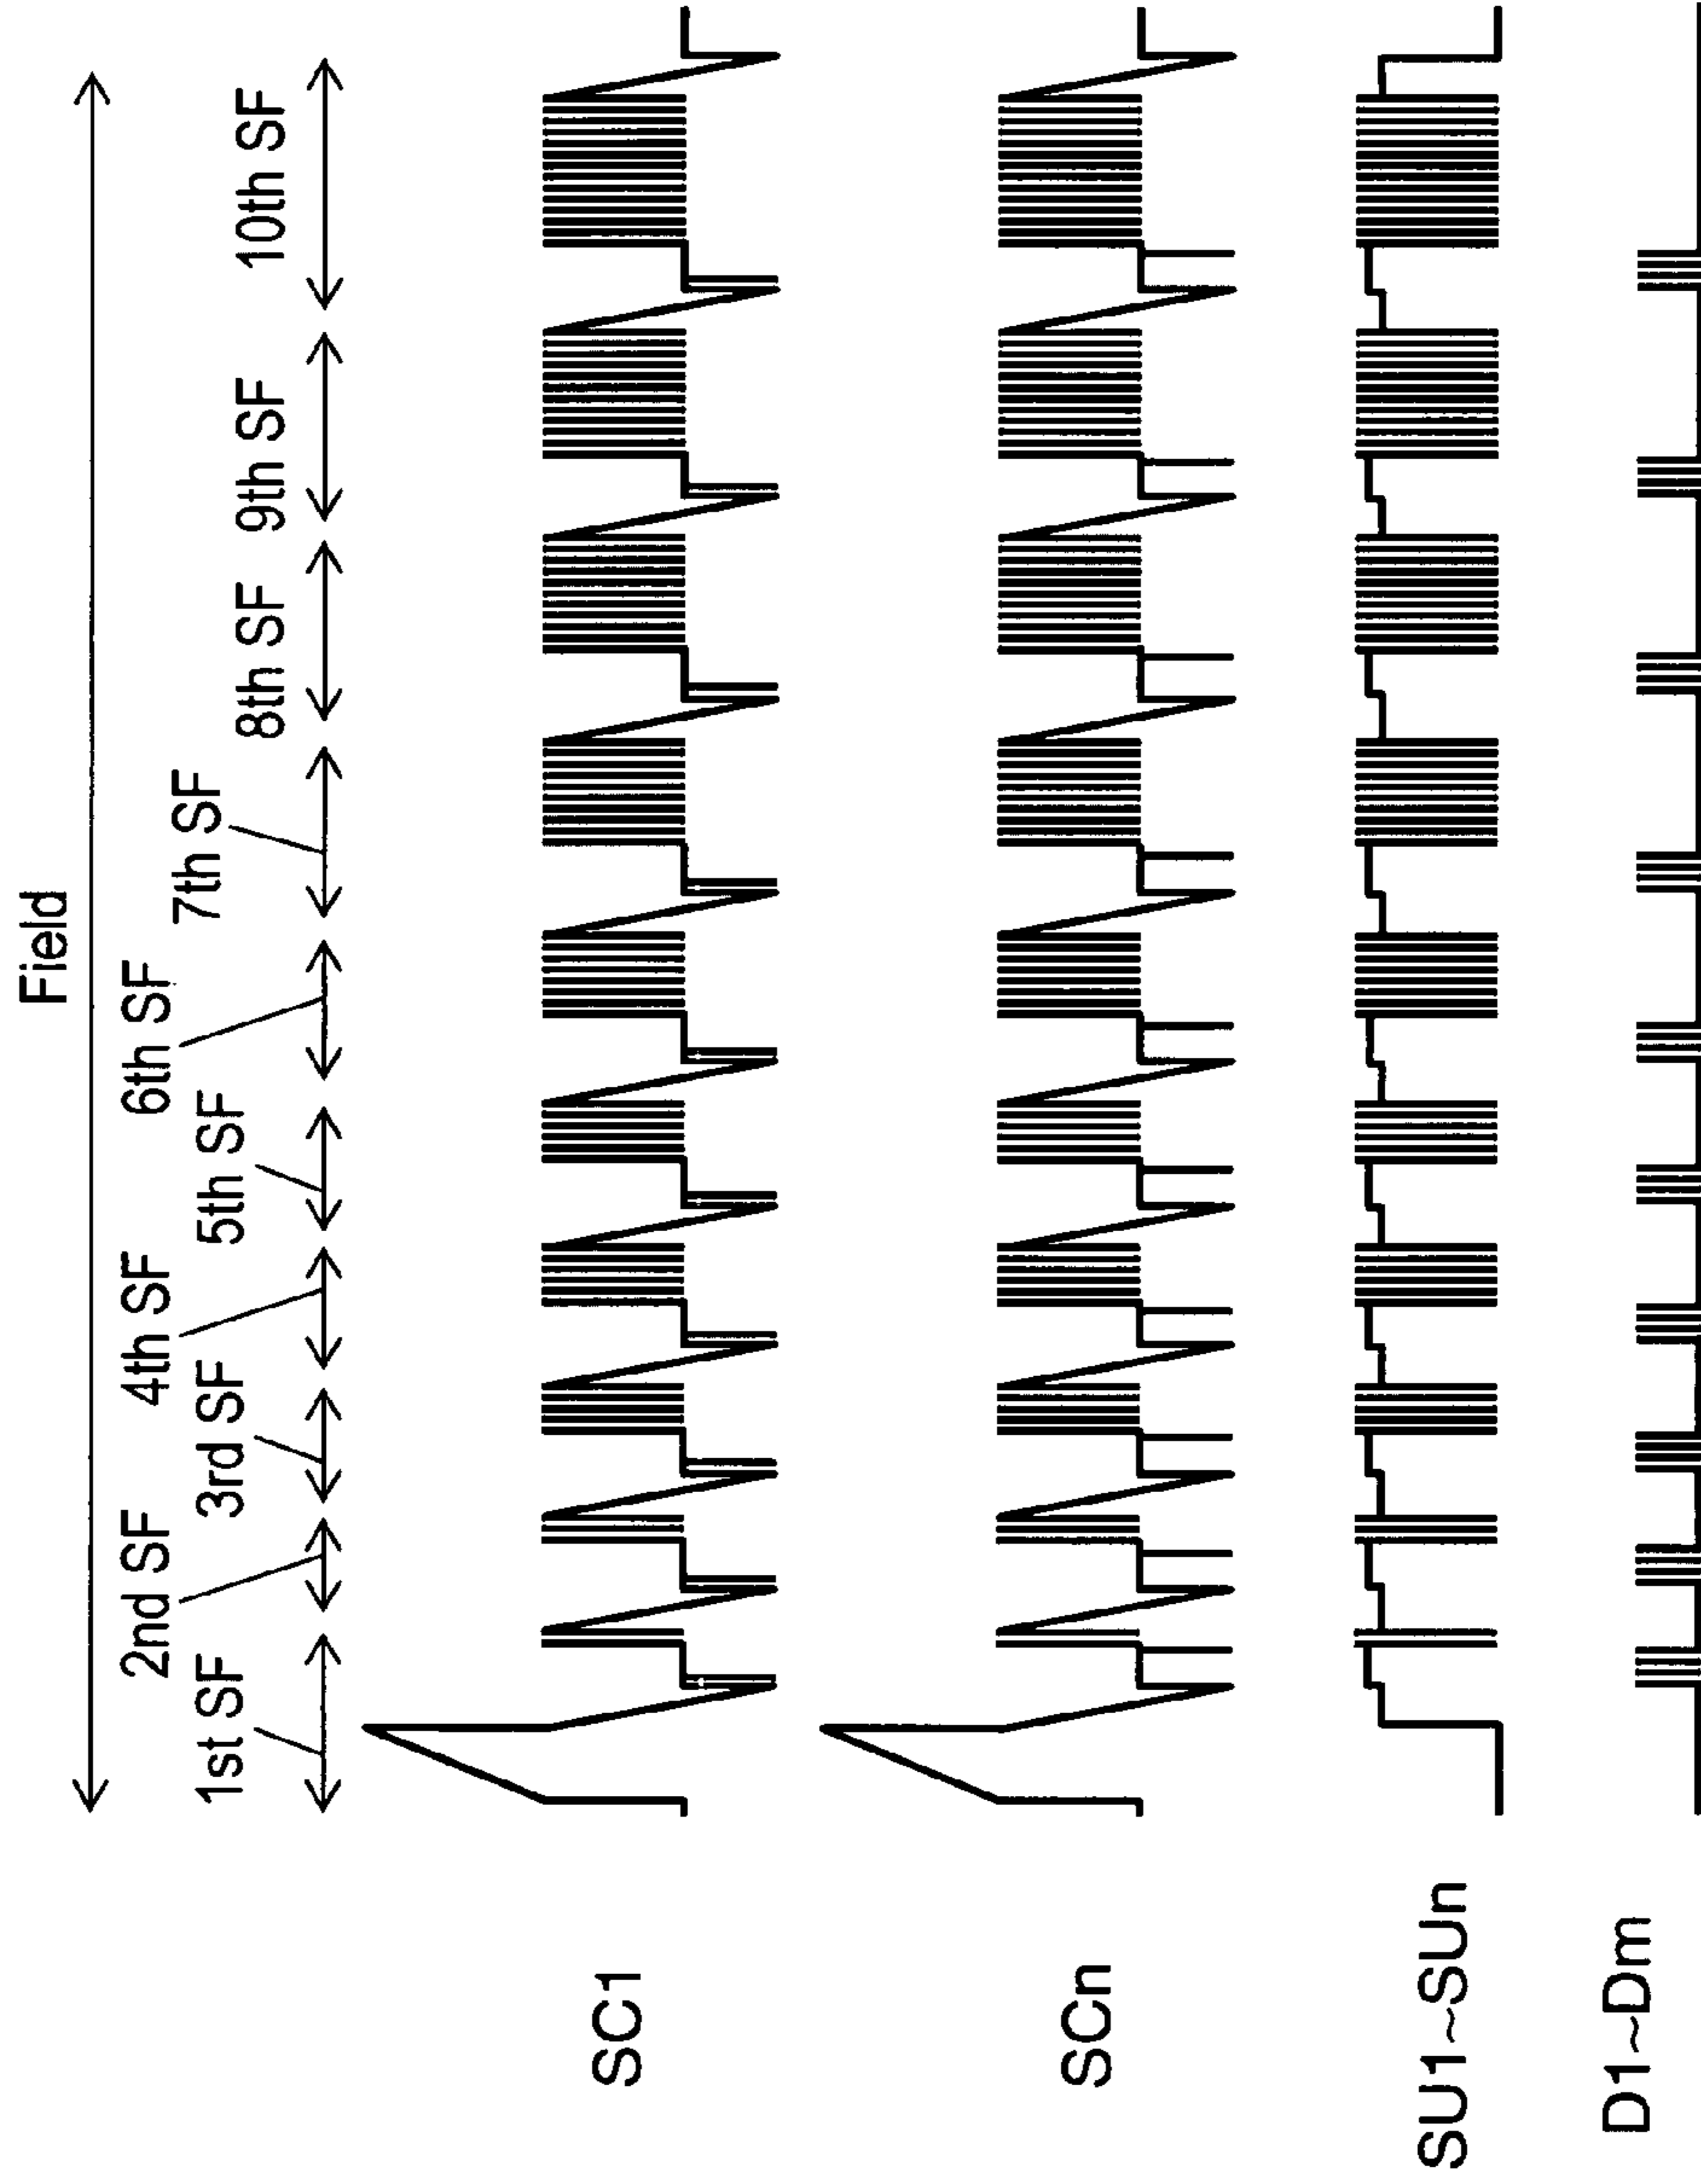 Field
1st SF
2nd SF
3rd SF
4th SF
5th SF
6th SF
7th SF
8th SF
9th SF
10th SF
SC1
SCn
SU1~SUn
D1~Dm